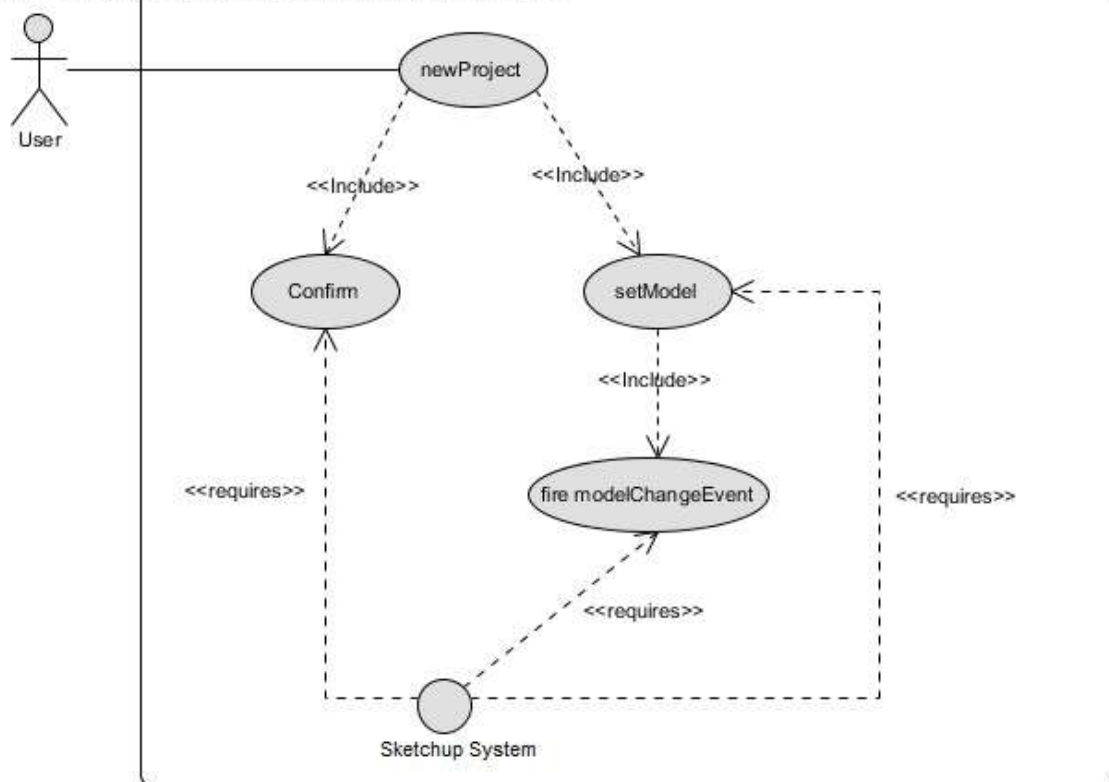 newProject
User
<<Include>>
<<Include>>
Confirm
setModel
<<Include>>
<<requires>>
fire modelChangeEvent
<<requires>>
<<requires>>
Sketchup System